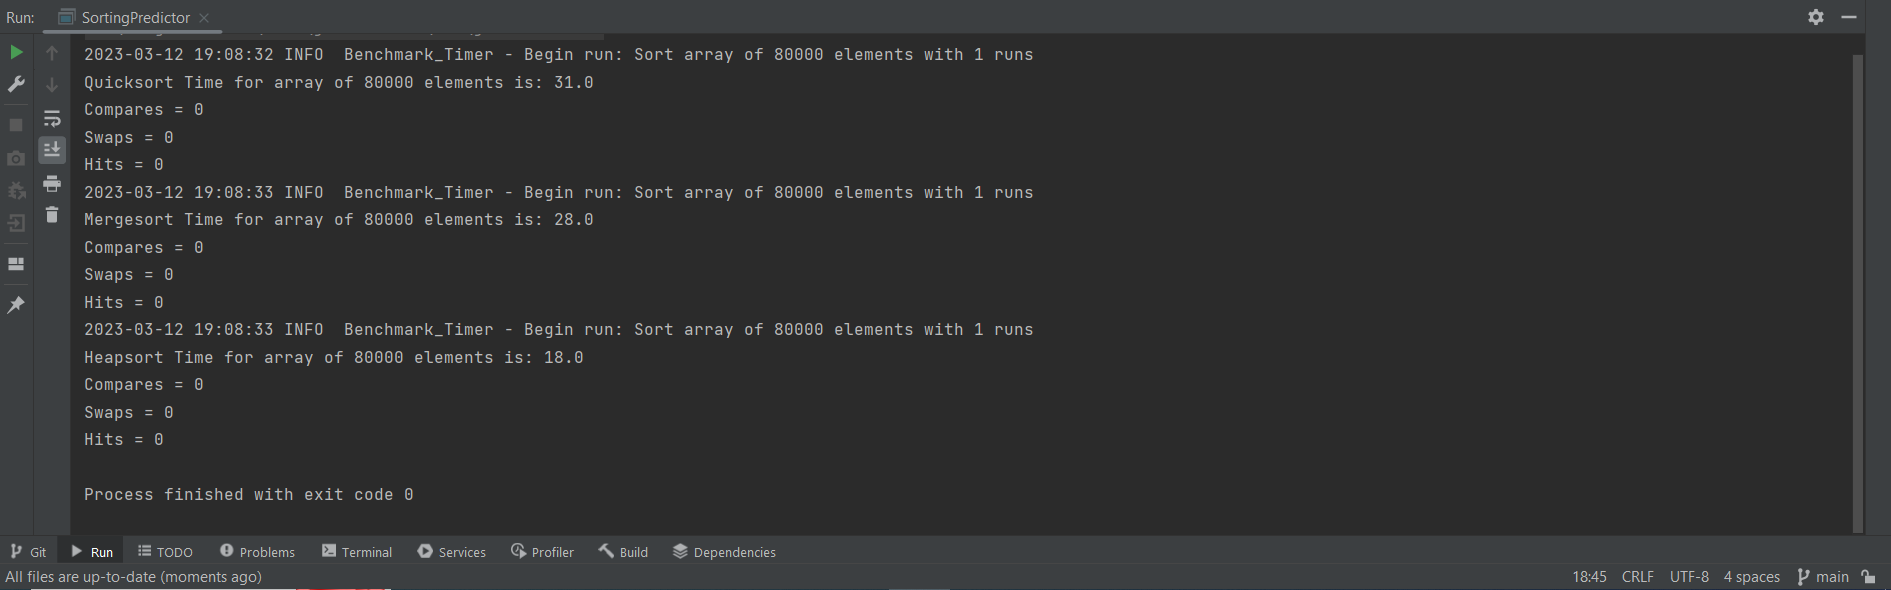 Run: SortingPredictor
2023-03-12 19:08:32 INFO  Benchmark_Timer - Begin run: Sort array of 80000 elements with 1 runs
Quicksort Time for array of 80000 elements is: 31.0
Compares = 0
Swaps = 0
Hits = 0
2023-03-12 19:08:33 INFO  Benchmark_Timer - Begin run: Sort array of 80000 elements with 1 runs
Mergesort Time for array of 80000 elements is: 28.0
Compares = 0
Swaps = 0
Hits = 0
2023-03-12 19:08:33 INFO  Benchmark_Timer - Begin run: Sort array of 80000 elements with 1 runs
Heapsort Time for array of 80000 elements is: 18.0
Compares = 0
Swaps = 0
Hits = 0
Process finished with exit code 0
Git Run TODO Problems Terminal Services Profiler Build Dependencies
All files are up-to-date (moments ago) 18:45 CRLF UTF-8 4 spaces main